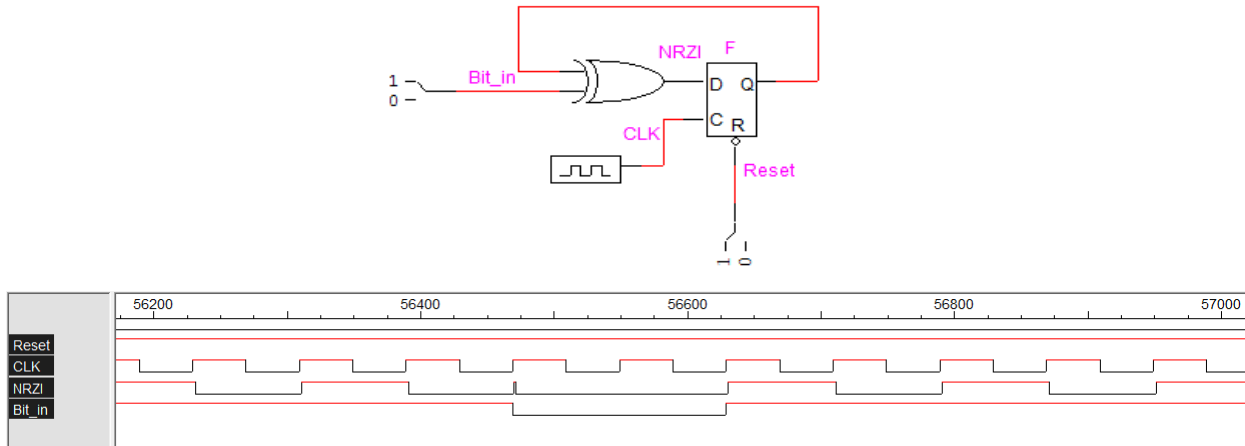 NRZI F
Bit_in
1
0
D Q
C
R
CLK
Reset
1 0
56200 56400 56600 56800 57000
Reset
CLK
NRZI
Bit_in